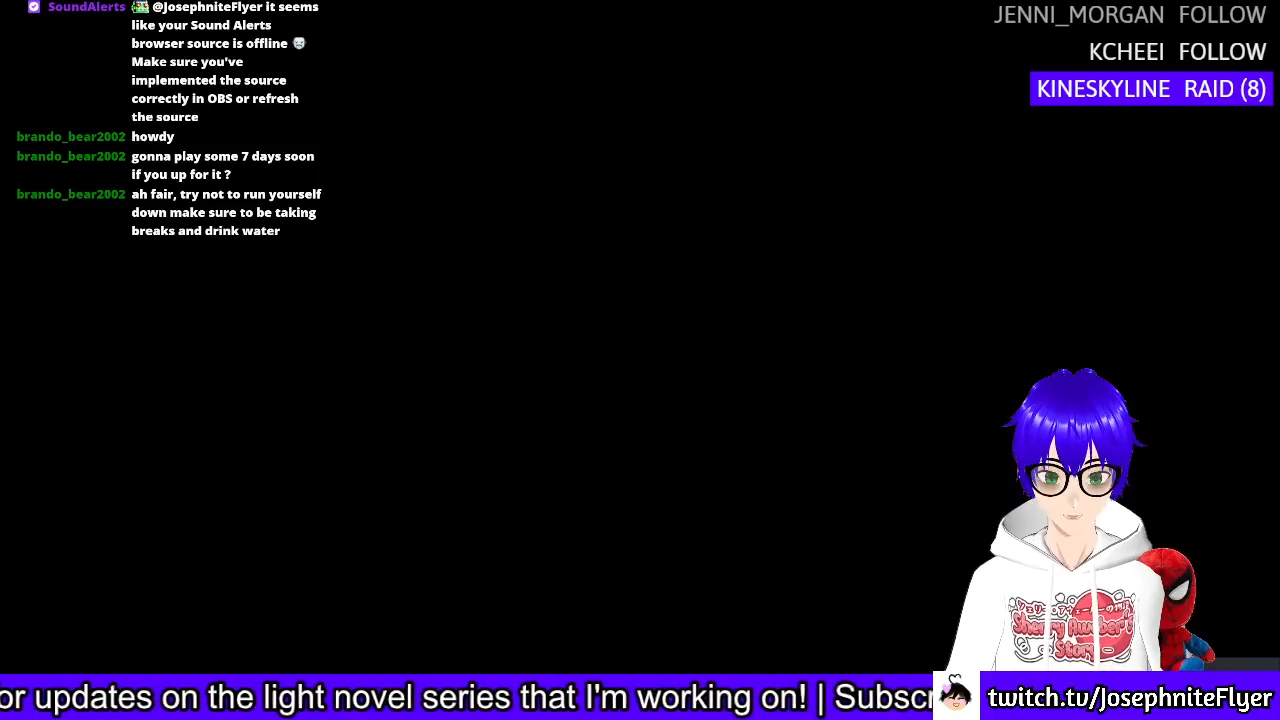 SoundAlerts @JosephniteFlyer it seems
like your Sound Alerts
browser source is offline
Make sure you've
implemented the source
correctly in OBS or refresh
the source
brando_bear2002 howdy
brando_bear2002 gonna play some 7 days soon
if you up for it ?
brando_bear2002 ah fair, try not to run yourself
down make sure to be taking
breaks and drink water
JENNI_MORGAN FOLLOW
KCHEEI FOLLOW
KINESKYLINE RAID (8)
Sherry Aweber's
Story
or updates on the light novel series that I'm working on! | Subscr
twitch.tv/JosephniteFlyer